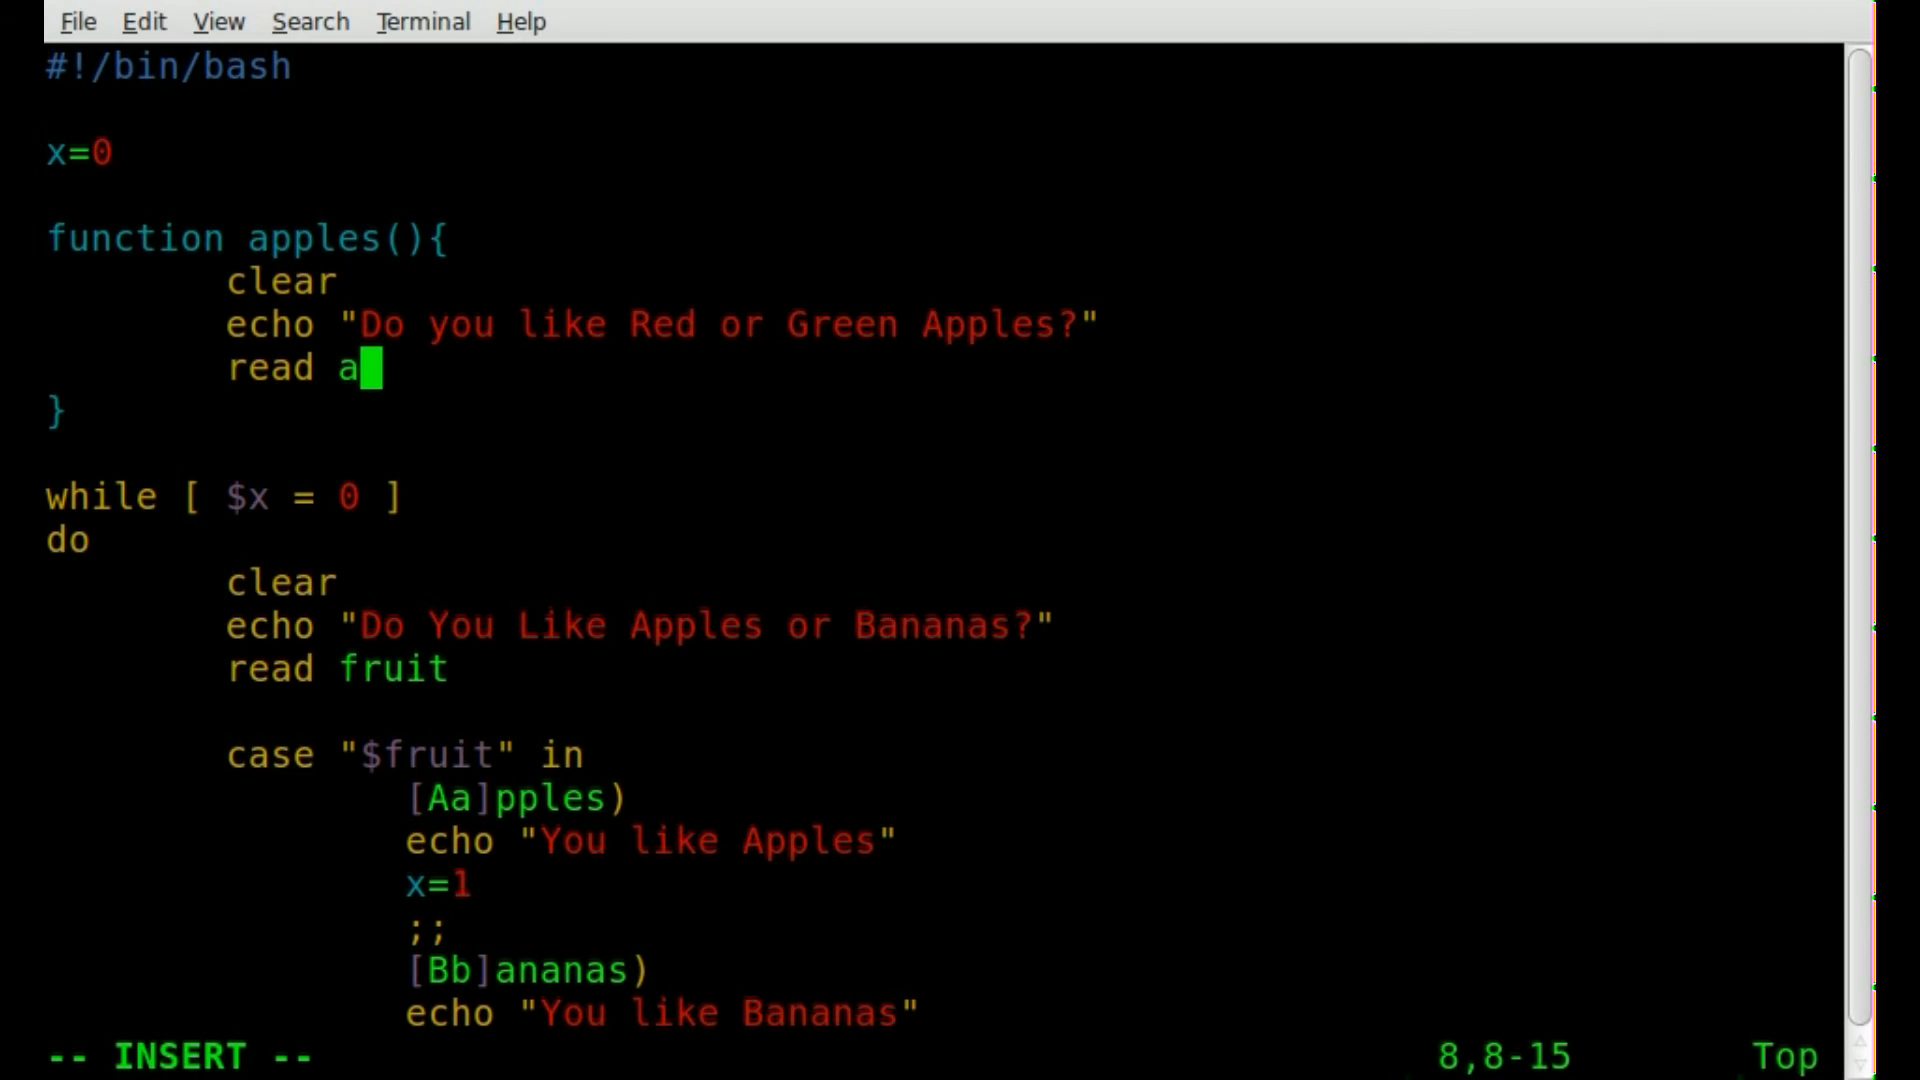 File Edit View Search Terminal Help
#!/bin/bash
x=0
function apples(){
clear
echo "Do you like Red or Green Apples?"
read a
}
while [ $x = 0 ]
do
clear
echo "Do You Like Apples or Bananas?"
read fruit
case "$fruit" in
[Aa]pples)
echo "You like Apples"
x=1
;;
[Bb]ananas)
echo "You like Bananas"
-- INSERT -- 8,8-15 Top